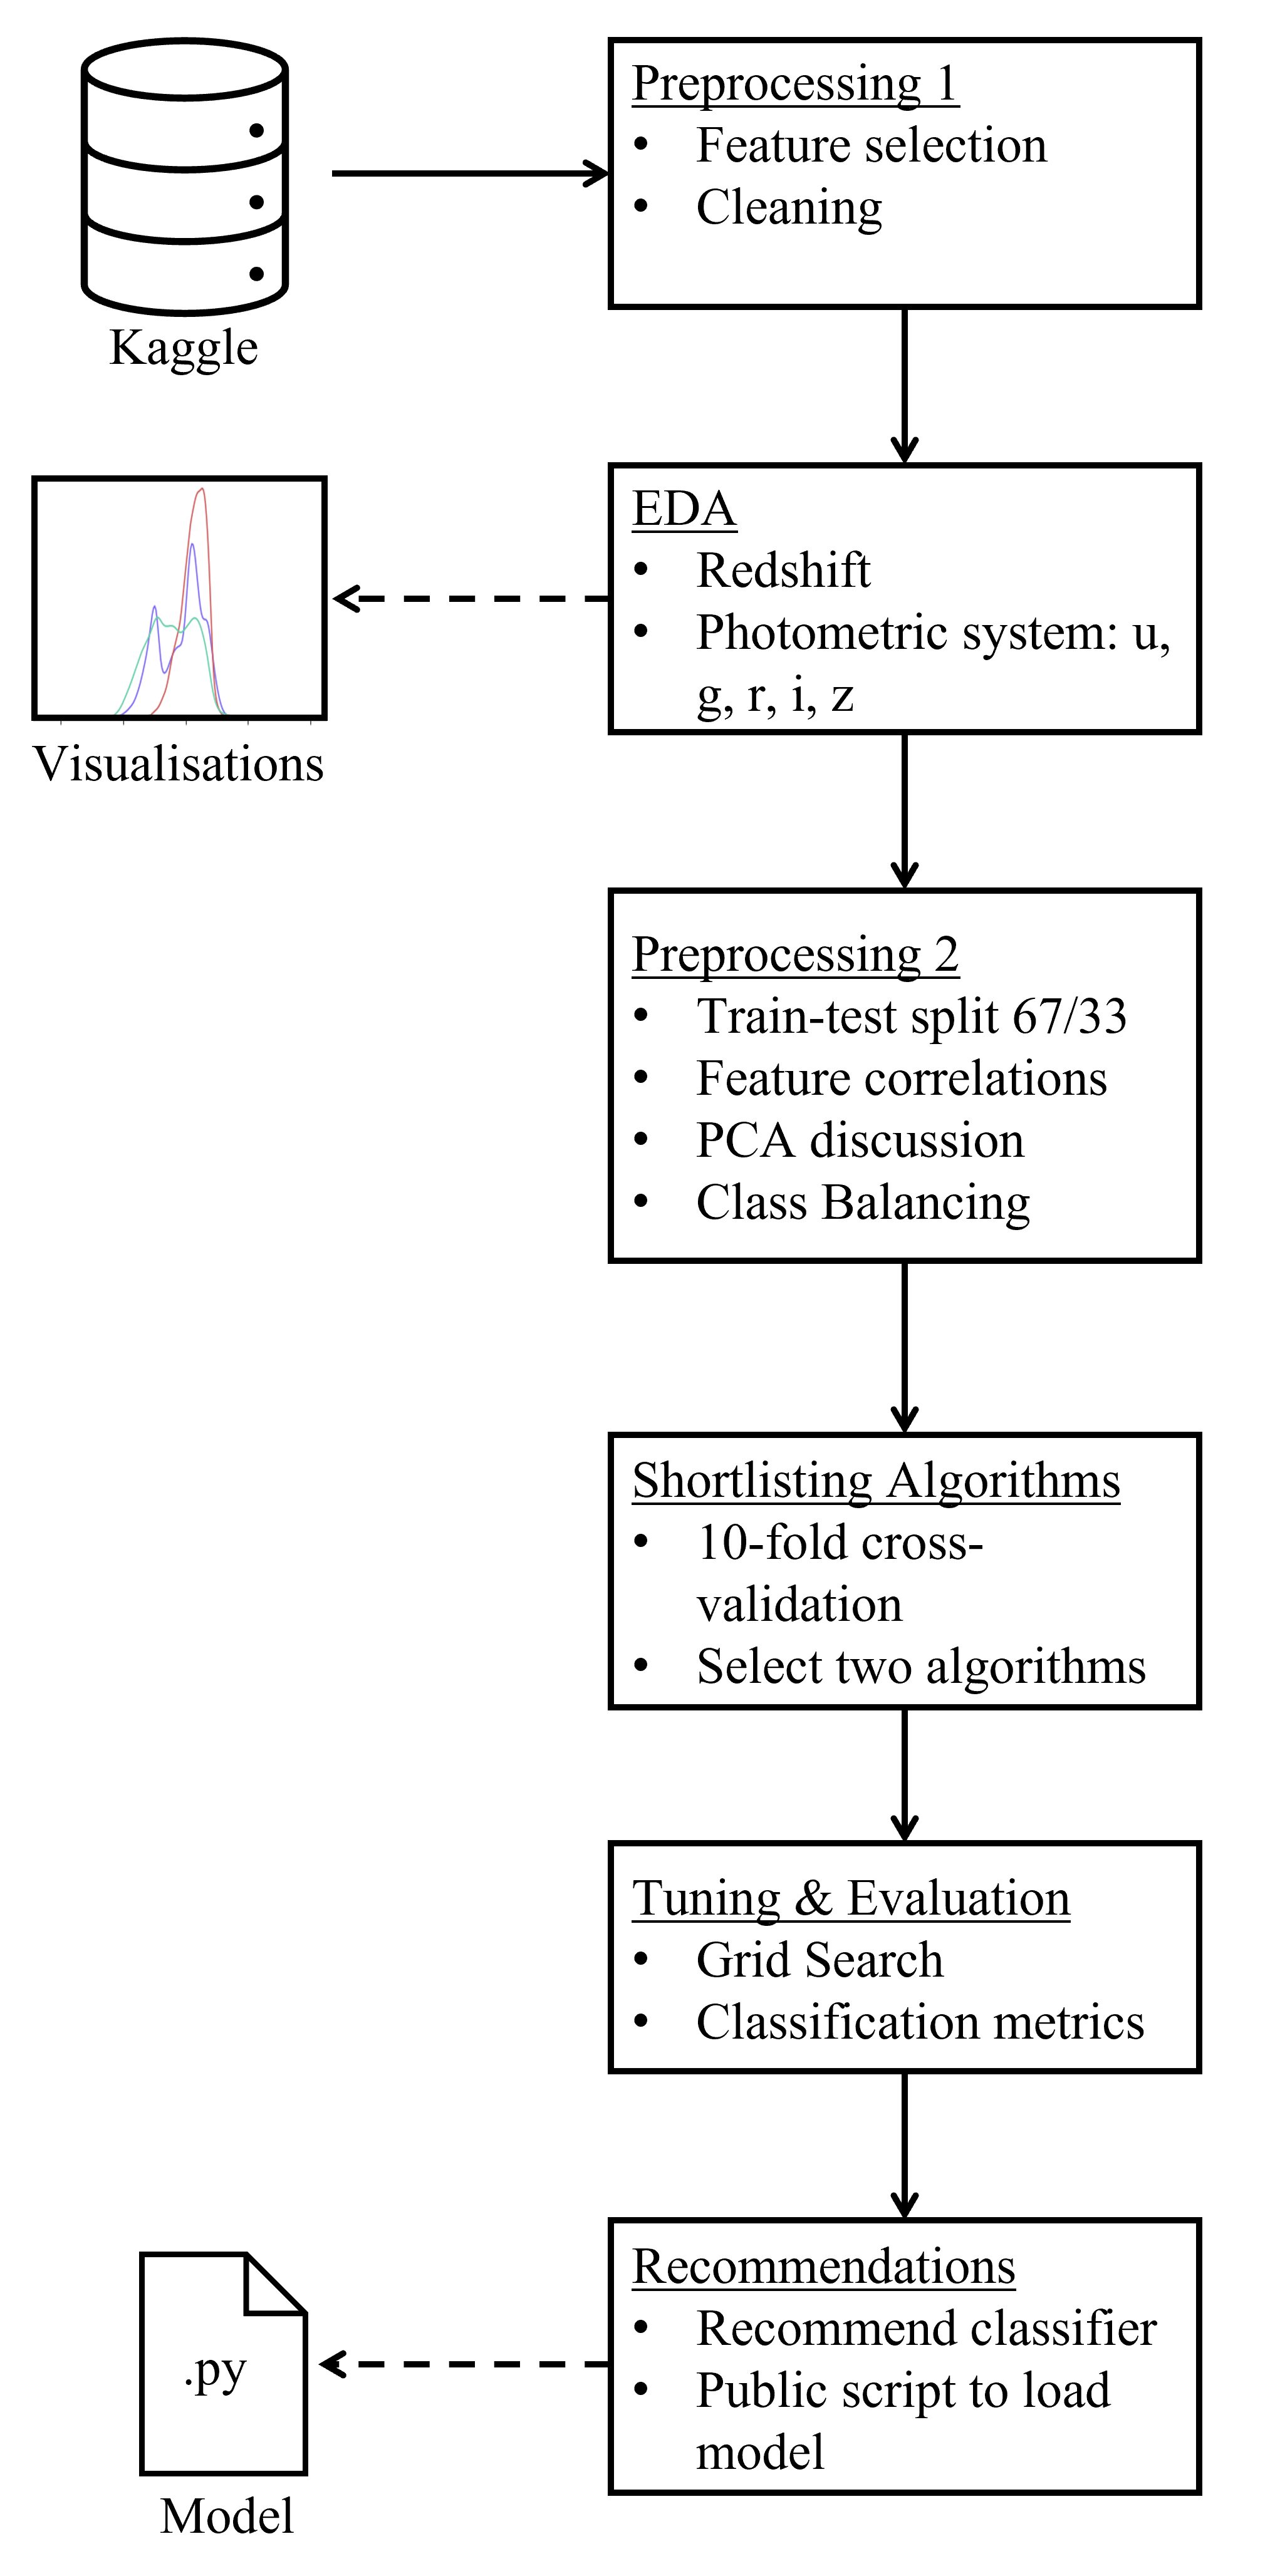 Kaggle
Preprocessing 1
• Feature selection
• Cleaning
EDA
• Redshift
• Photometric system: u,
g, r, i, z
Visualisations
Preprocessing 2
• Train-test split 67/33
• Feature correlations
• PCA discussion
• Class Balancing
Shortlisting Algorithms
• 10-fold cross-
validation
• Select two algorithms
Tuning & Evaluation
• Grid Search
• Classification metrics
Recommendations
• Recommend classifier
• Public script to load
model
.py
Model